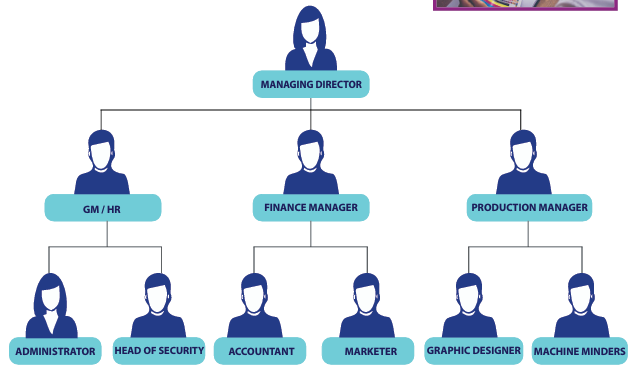 MANAGING DIRECTOR
GM / HR
FINANCE MANAGER
PRODUCTION MANAGER
ADMINISTRATOR
HEAD OF SECURITY
ACCOUNTANT
MARKETER
GRAPHIC DESIGNER
MACHINE MINDERS